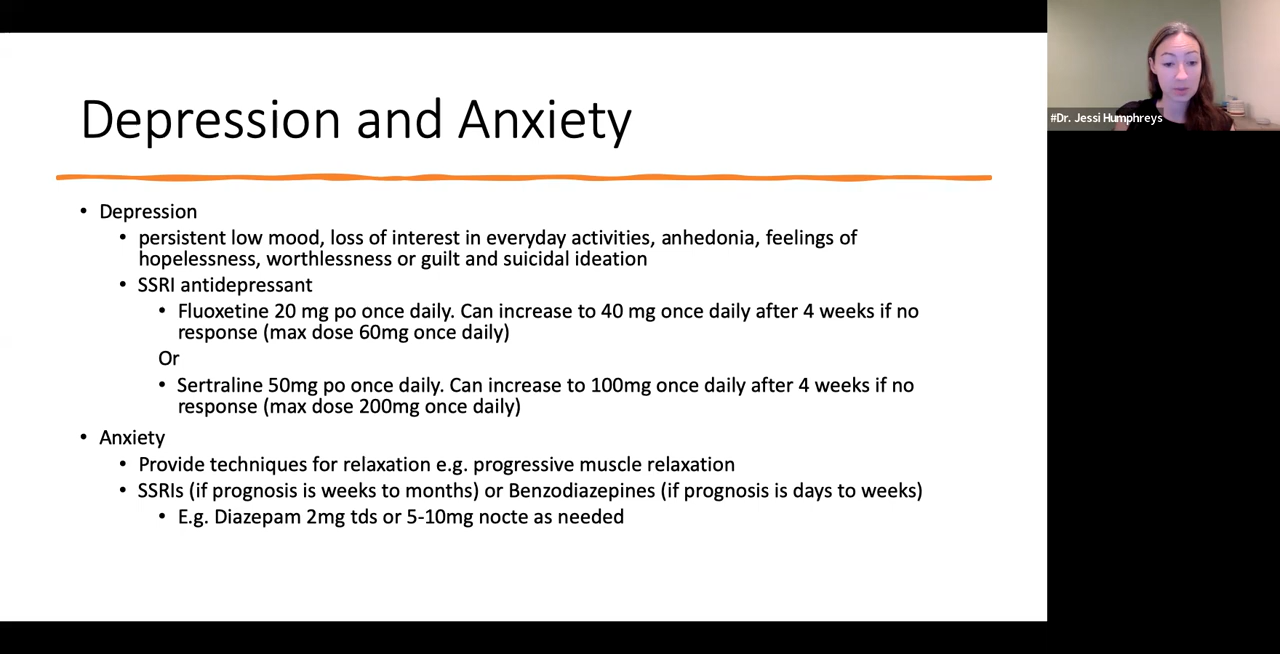 Depression and Anxiety
#Dr. Jessi Humphreys
• Depression
• persistent low mood, loss of interest in everyday activities, anhedonia, feelings of
hopelessness, worthlessness or guilt and suicidal ideation
• SSRI antidepressant
• Fluoxetine 20 mg po once daily. Can increase to 40 mg once daily after 4 weeks if no
response (max dose 60mg once daily)
Or
• Sertraline 50mg po once daily. Can increase to 100mg once daily after 4 weeks if no
response (max dose 200mg once daily)
• Anxiety
• Provide techniques for relaxation e.g. progressive muscle relaxation
• SSRIs (if prognosis is weeks to months) or Benzodiazepines (if prognosis is days to weeks)
• E.g. Diazepam 2mg tds or 5-10mg nocte as needed